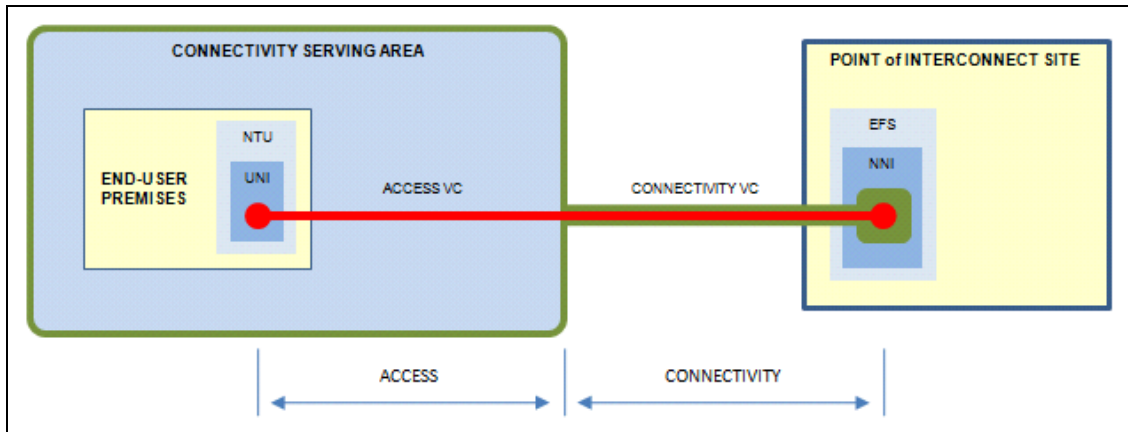 CONNECTIVITY SERVING AREA
POINT of INTERCONNECT SITE
NTU
EFS
UNI
NNI
END-USER
PREMISES
ACCESS VC
CONNECTIVITY VC
ACCESS
CONNECTIVITY